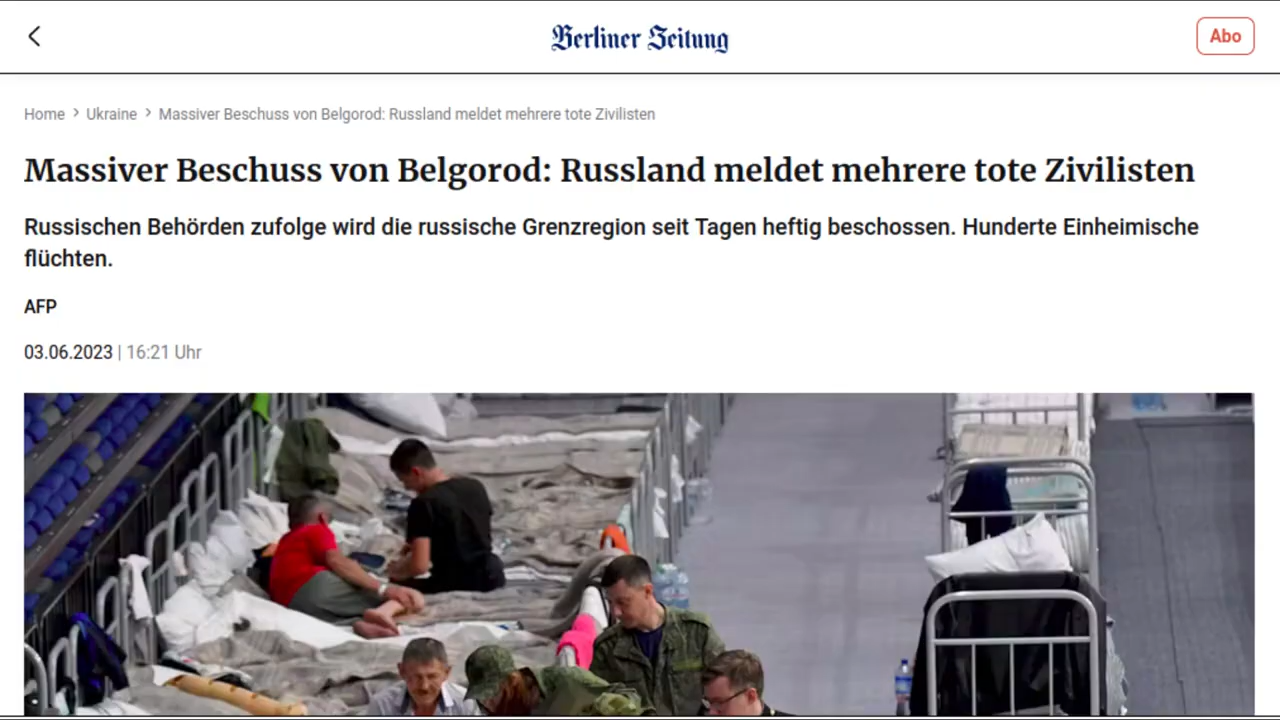 Berliner Zeitung
Abo
Home > Ukraine > Massiver Beschuss von Belgorod: Russland meldet mehrere tote Zivilisten
Massiver Beschuss von Belgorod: Russland meldet mehrere tote Zivilisten
Russischen Behörden zufolge wird die russische Grenzregion seit Tagen heftig beschossen. Hunderte Einheimische
flüchten.
AFP
03.06.2023 | 16:21 Uhr